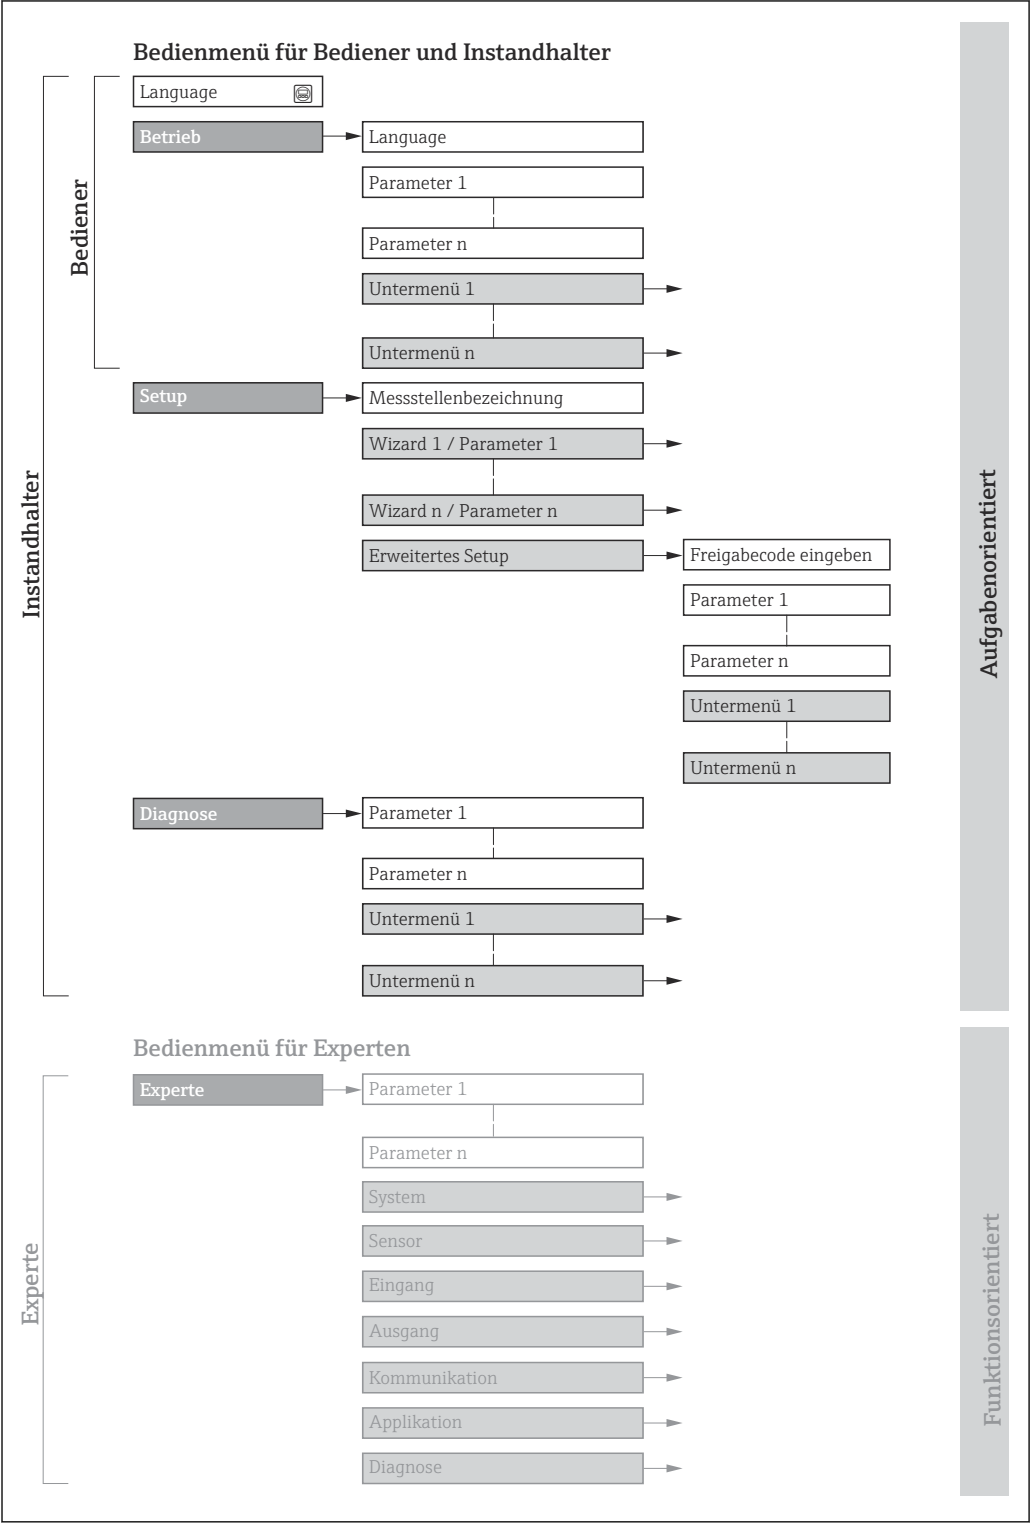 Bedienmenü für Bediener und Instandhalter
Language
Betrieb
Language
Parameter 1
Parameter n
Untermenü 1
Untermenü n
Bediener
Setup
Messstellenbezeichnung
Wizard 1 / Parameter 1
Wizard n / Parameter n
Erweitertes Setup
Freigabecode eingeben
Parameter 1
Parameter n
Untermenü 1
Untermenü n
Instandhalter
Aufgabenorientiert
Diagnose
Parameter 1
Parameter n
Untermenü 1
Untermenü n
Bedienmenü für Experten
Experte
Parameter 1
Parameter n
System
Sensor
Eingang
Ausgang
Kommunikation
Applikation
Diagnose
Experte
Funktionsorientiert